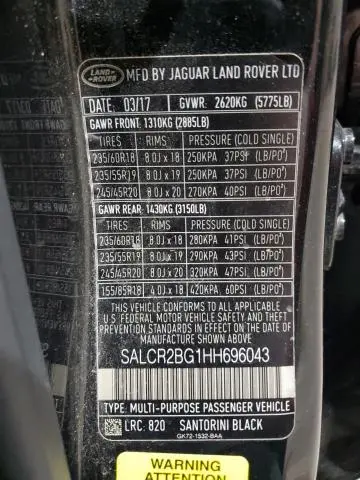 LAND-ROVER
MFD BY JAGUAR LAND ROVER LTD
DATE: 03/17 GVWR: 2620KG (5775LB)
GAWR FRONT: 1310KG (2885LB)
TIRES RIMS PRESSURE (COLD SINGLE)
235/60R18 8.0J x 18 250KPA 37PSI (LB/PO²)
235/55R19 8.0J x 19 250KPA 37PSI (LB/PO²)
245/45R20 8.0J x 20 270KPA 40PSI (LB/PO²)
GAWR REAR: 1430KG (3150LB)
TIRES RIMS PRESSURE (COLD SINGLE)
235/60R18 8.0J x 18 280KPA 41PSI (LB/PO²)
235/55R19 8.0J x 19 290KPA 43PSI (LB/PO²)
245/45R20 8.0J x 20 320KPA 47PSI (LB/PO²)
155/85R18 4.0J x 18 420KPA 60PSI (LB/PO²)
THIS VEHICLE CONFORMS TO ALL APPLICABLE
U.S. FEDERAL MOTOR VEHICLE SAFETY BUMPER
AND THEFT PREVENTION STANDARDS IN EFFECT
ON THE DATE OF MANUFACTURE SHOWN ABOVE.
SALCR2BG1HH696043
TYPE: MULTI-PURPOSE PASSENGER VEHICLE
LRC: 820 SANTORINI BLACK
GK72-1532-BAA
WARNING